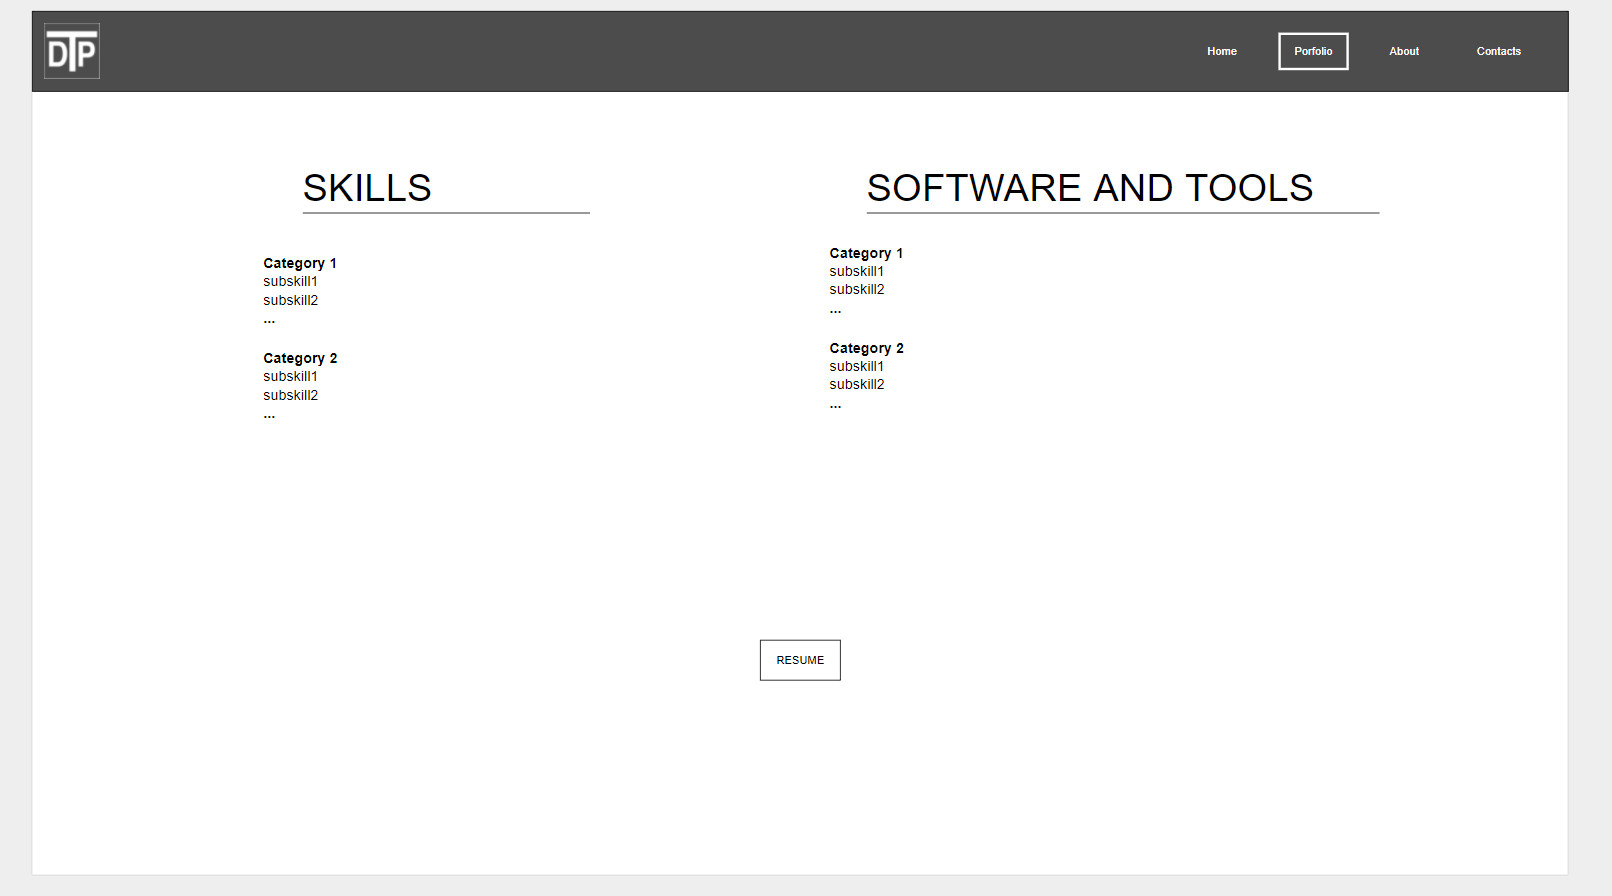 DTP
Home
Porfolio
About
Contacts
SKILLS
Category 1
subskill1
subskill2
...
Category 2
subskill1
subskill2
...
SOFTWARE AND TOOLS
Category 1
subskill1
subskill2
...
Category 2
subskill1
subskill2
...
RESUME